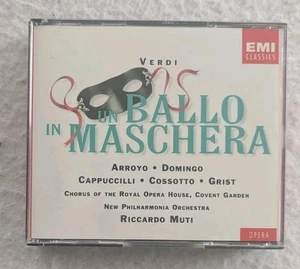 VERDI
EMI
CLASSICS
UN BALLO
IN MASCHERA
ARROYO · DOMINGO
CAPPUCCILLI · COSSOTTO · GRIST
CHORUS OF THE ROYAL OPERA HOUSE, COVENT GARDEN
NEW PHILHARMONIA ORCHESTRA
RICCARDO MUTI
OPERA